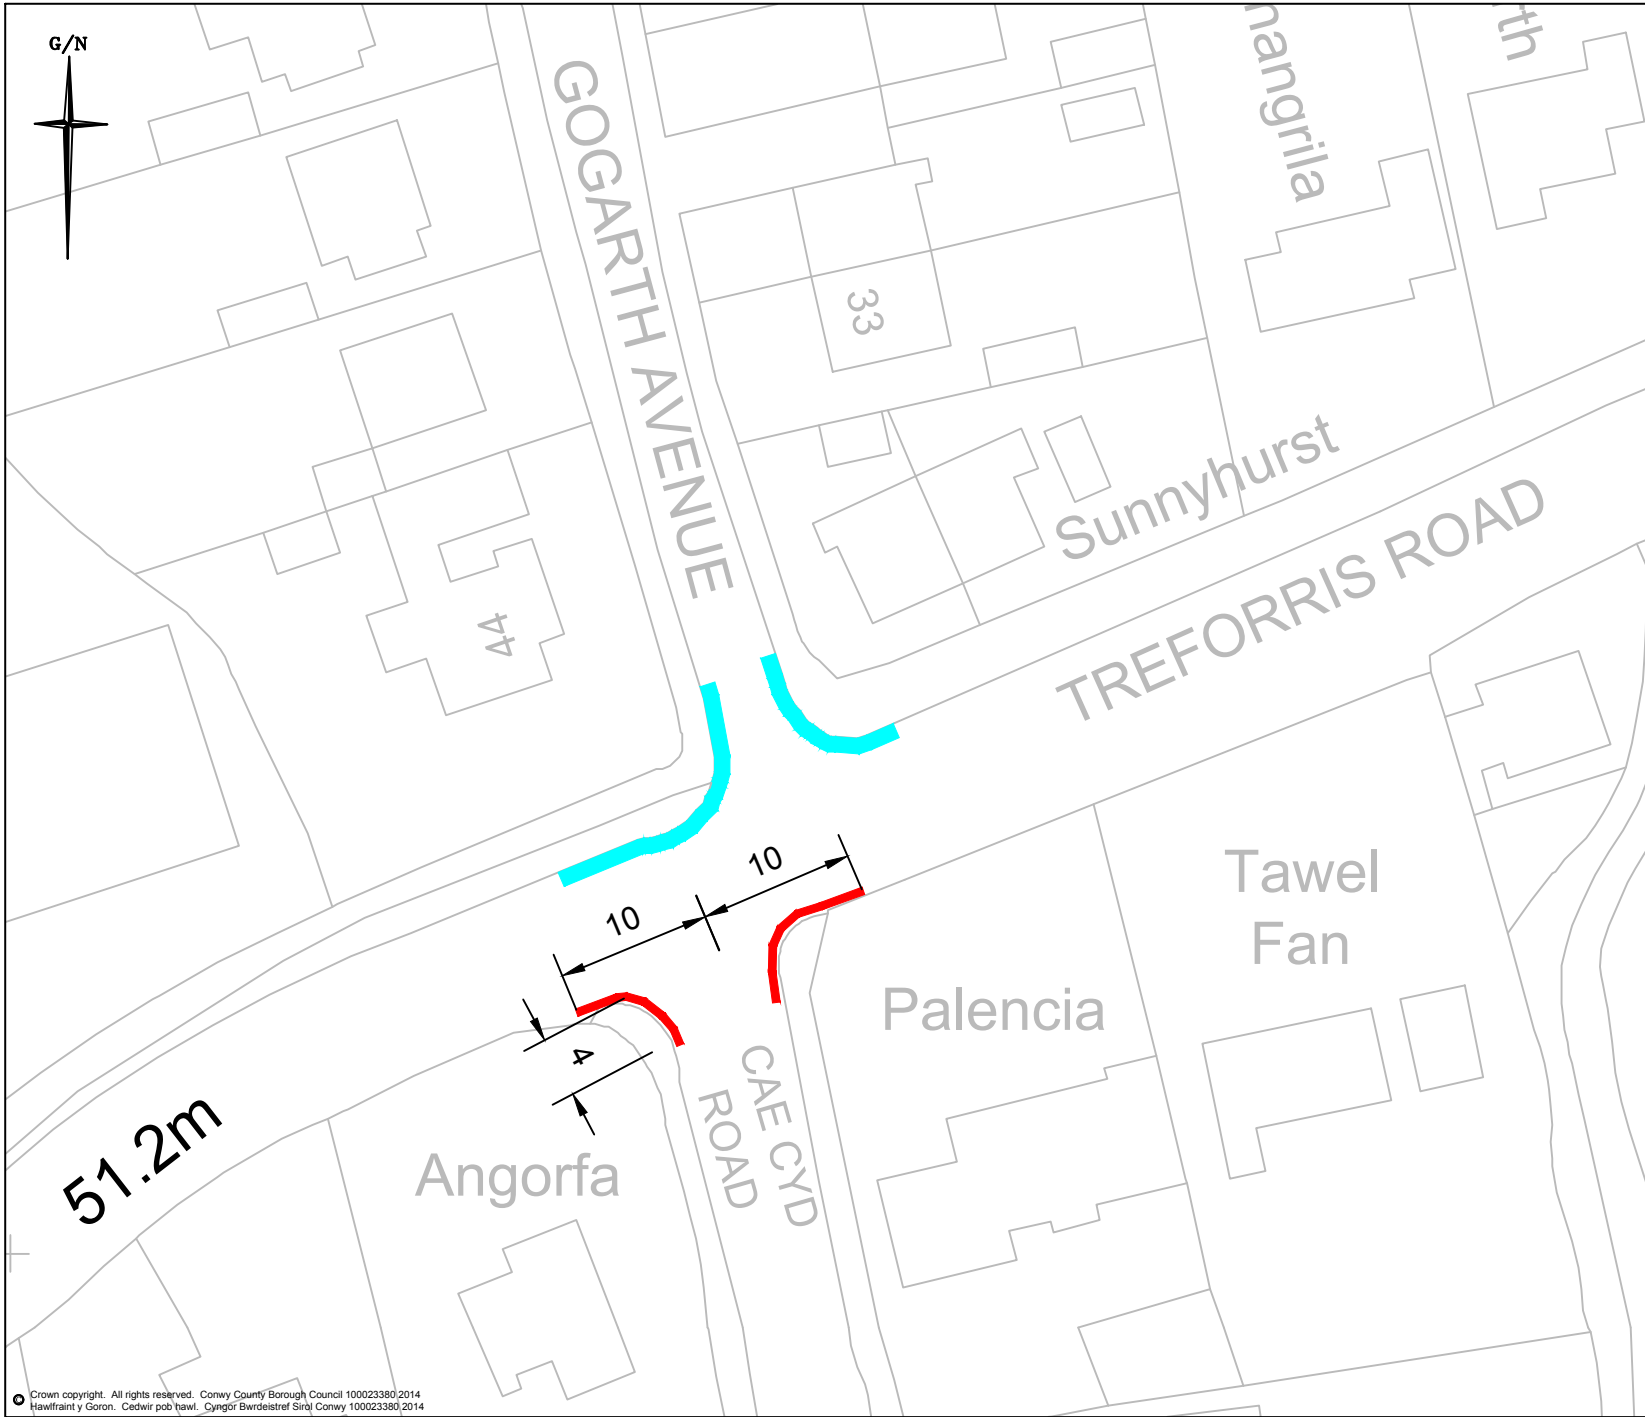 G/N
GOGARTH AVENUE
33
Sunnyhurst
TREFORRIS ROAD
44
10
10
4
Tawel
Fan
Palencia
CAE CYD
ROAD
Angorfa
51.2m
© Crown copyright. All rights reserved. Conwy County Borough Council 100023380 2014
Hawlfraint y Goron. Cedwir pob hawl. Cyngor Bwrdeistref Sirol Conwy 100023380 2014